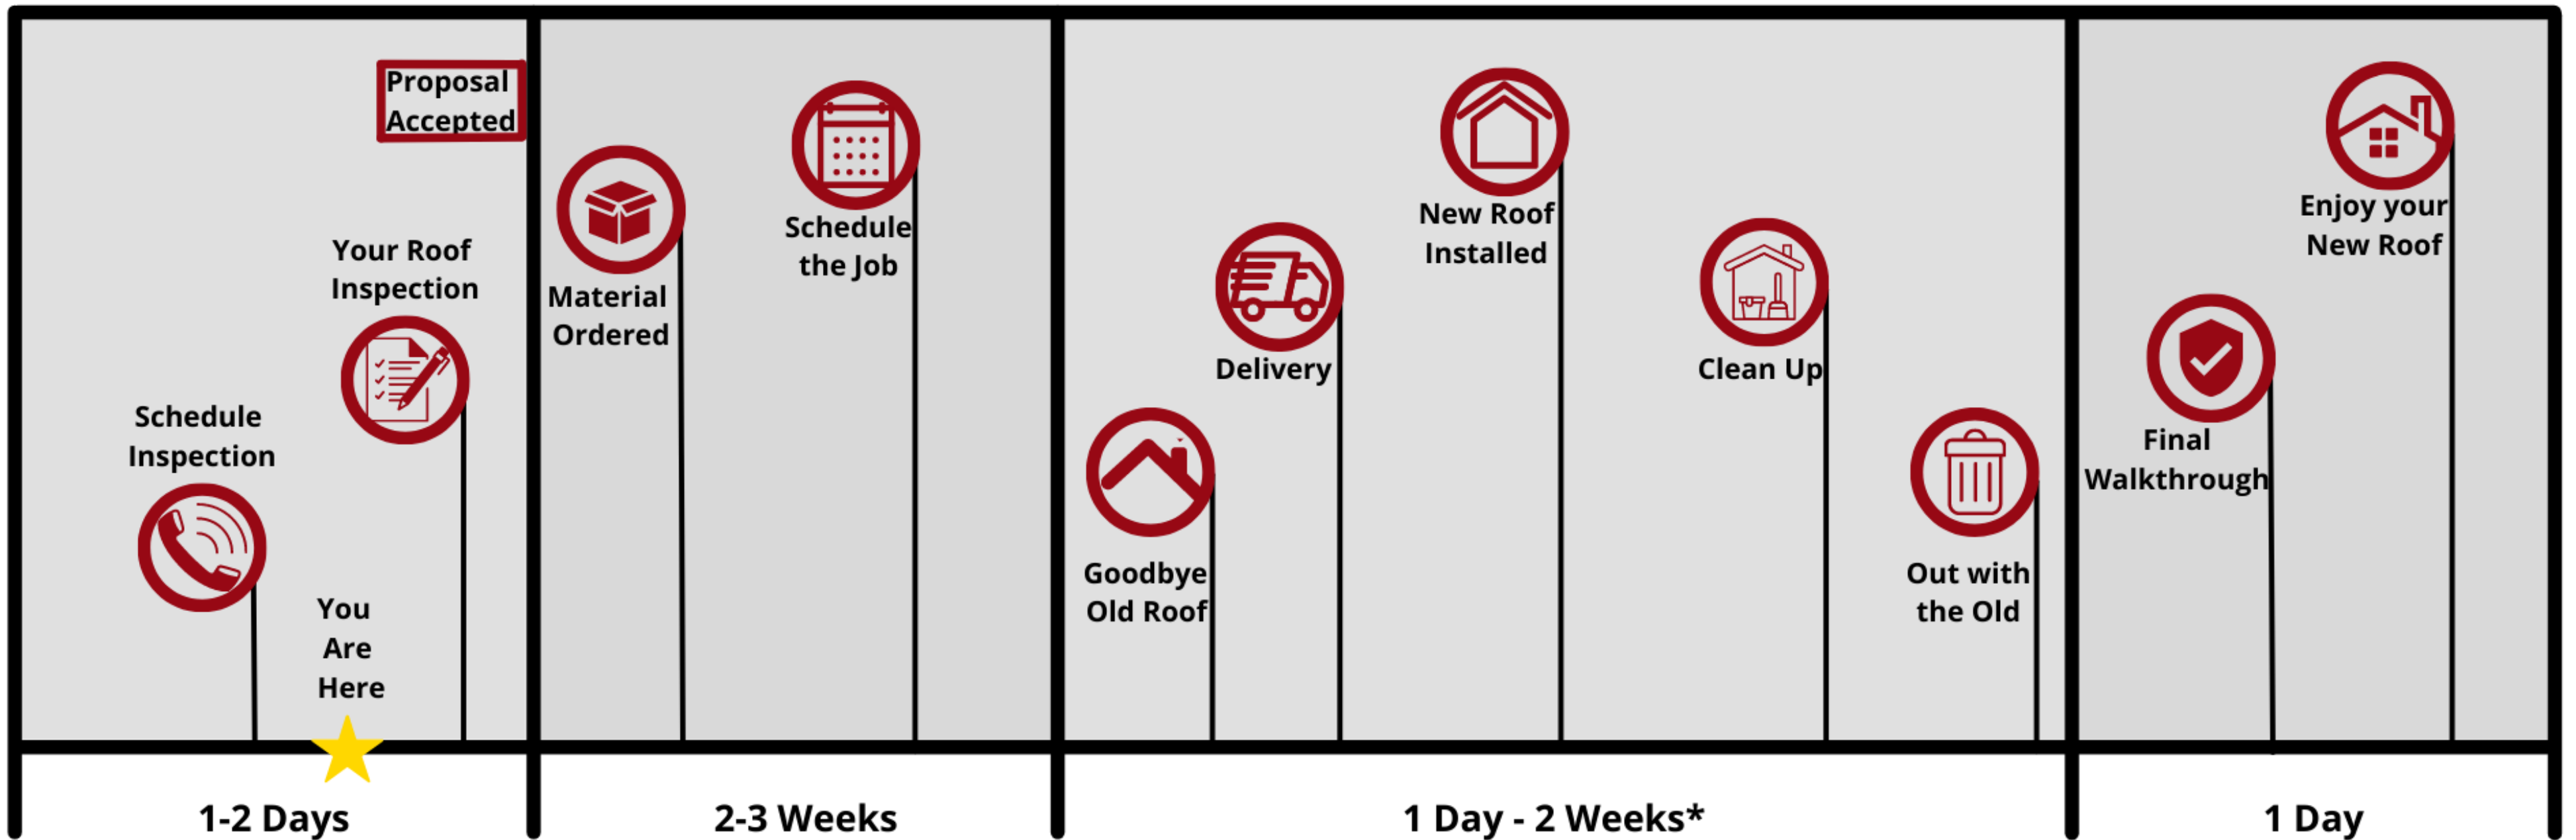 Proposal
Accepted
Your Roof
Inspection
Schedule
Inspection
You
Are
Here
1-2 Days
Material
Ordered
Schedule
the Job
2-3 Weeks
Goodbye
Old Roof
Delivery
New Roof
Installed
Clean Up
Out with
the Old
1 Day - 2 Weeks*
Final
Walkthrough
Enjoy your
New Roof
1 Day